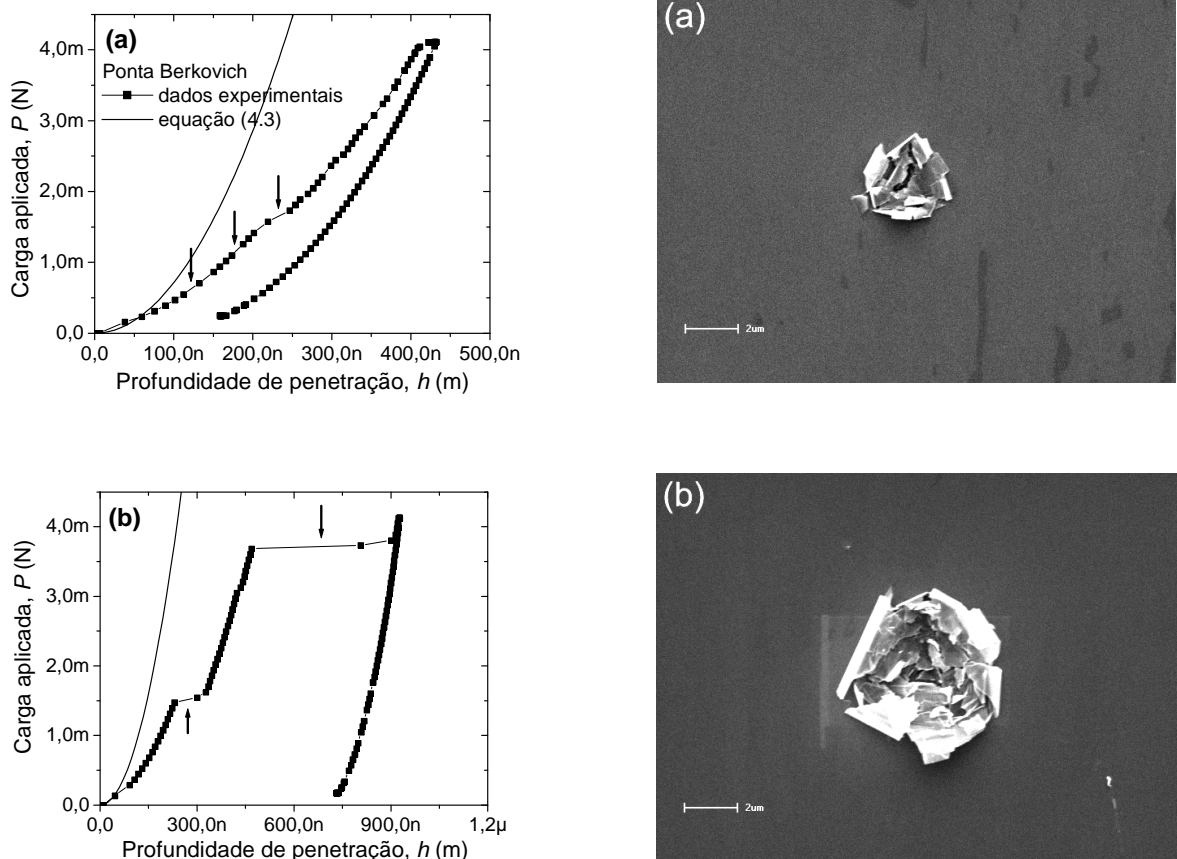 (a)
4,0m
3,0m
2,0m
1,0m
0,0
Carga aplicada, P (N)
Ponta Berkovich
dados experimentais
equação (4.3)
0,0 100,0n 200,0n 300,0n 400,0n 500,0n
Profundidade de penetração, h (m)
(a)
2um
(b)
4,0m
3,0m
2,0m
1,0m
0,0
Carga aplicada, P (N)
0,0 300,0n 600,0n 900,0n 1,2µ
Profundidade de penetração, h (m)
(b)
2um